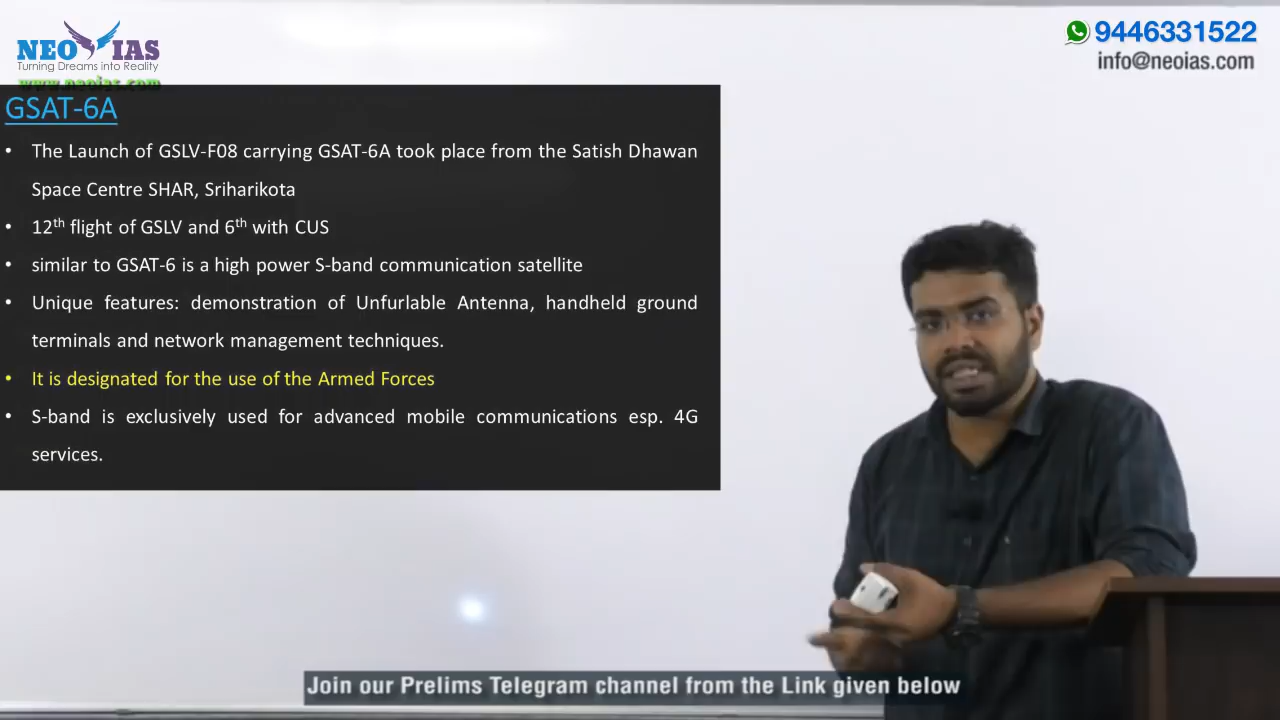 NEO IAS
Turning Dreams into Reality
www.neoias.com
9446331522
info@neoias.com
GSAT-6A
• The Launch of GSLV-F08 carrying GSAT-6A took place from the Satish Dhawan
Space Centre SHAR, Sriharikota
• 12th flight of GSLV and 6th with CUS
• similar to GSAT-6 is a high power S-band communication satellite
• Unique features: demonstration of Unfurlable Antenna, handheld ground
terminals and network management techniques.
• It is designated for the use of the Armed Forces
• S-band is exclusively used for advanced mobile communications esp. 4G
services.
Join our Prelims Telegram channel from the Link given below